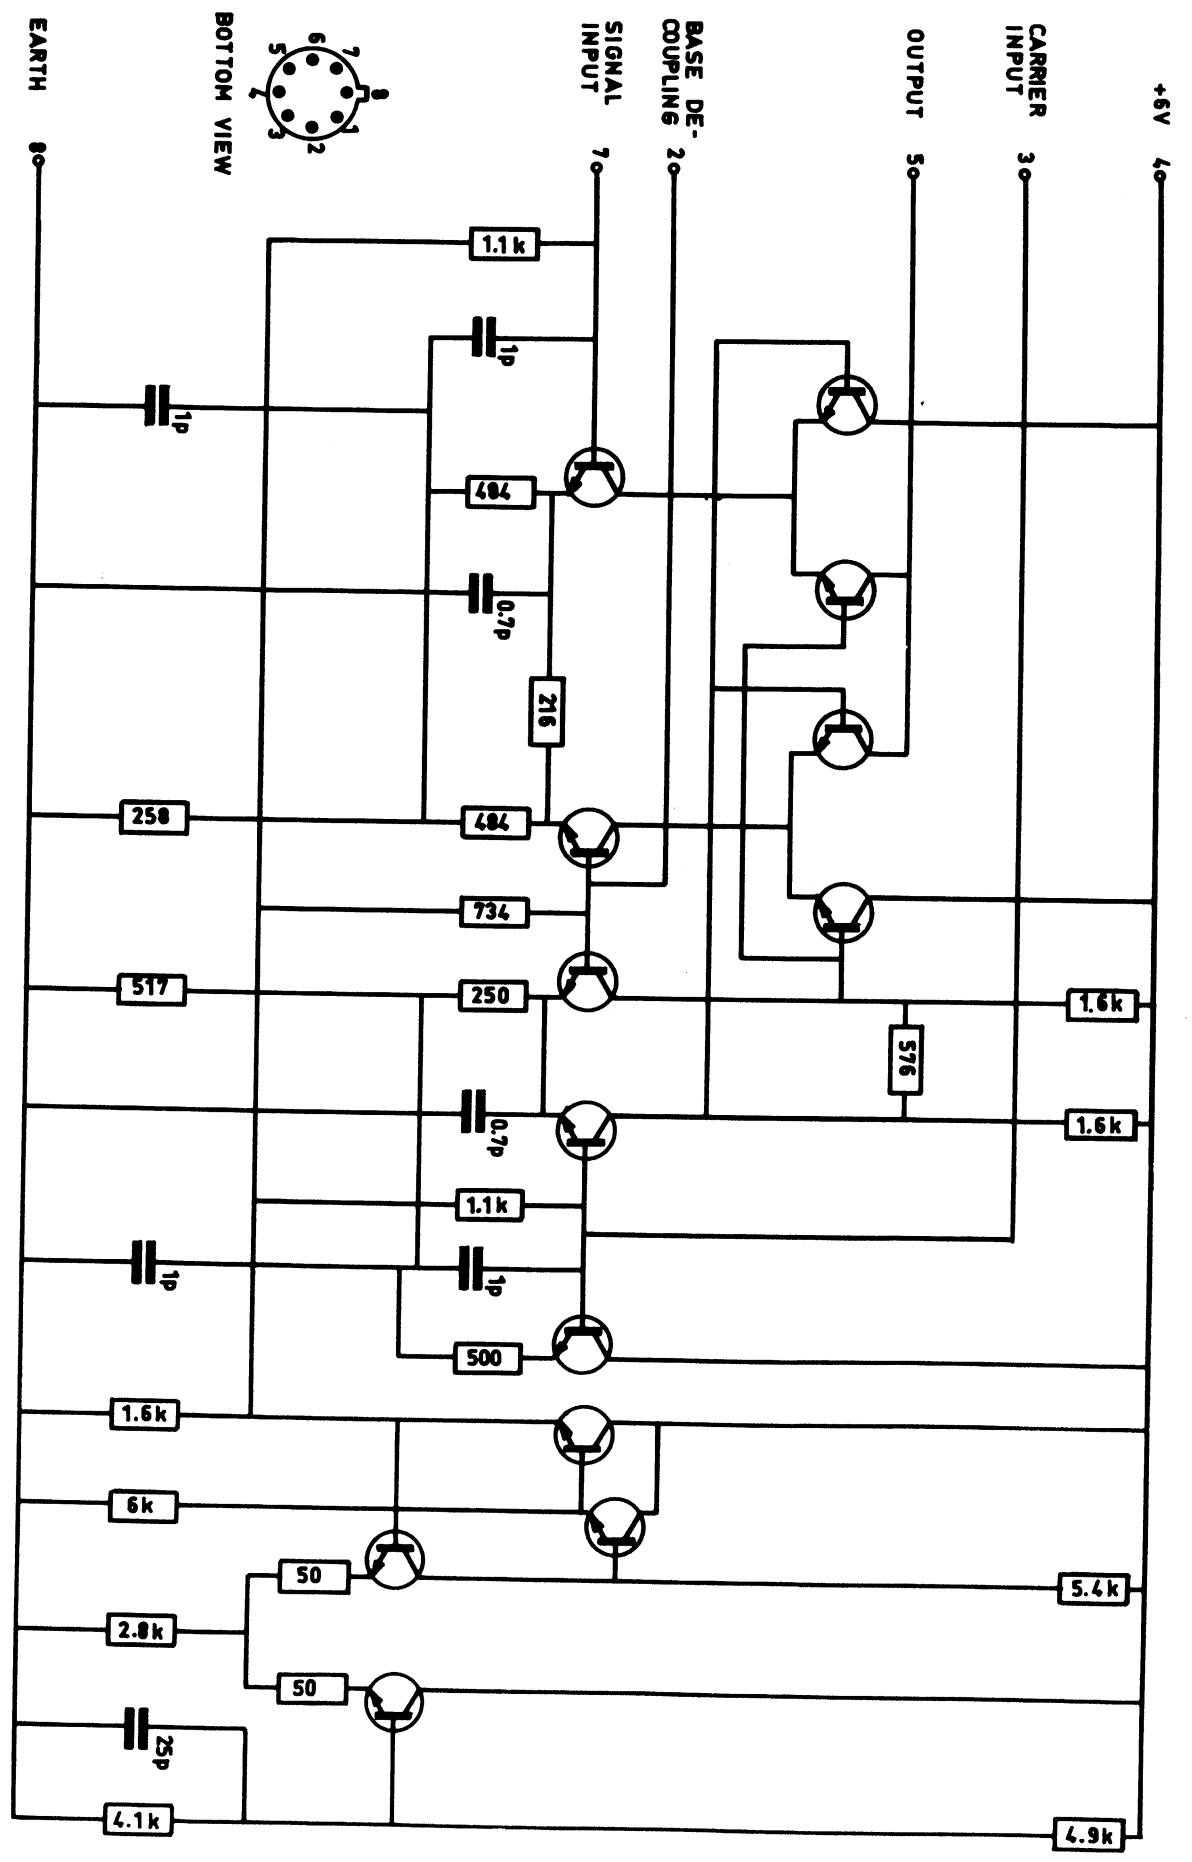 +6V 4
CARRIER
INPUT 3
OUTPUT 5
BASE DE-
COUPLING 2
SIGNAL
INPUT 7
BOTTOM VIEW
1
2
3
4
5
6
7
8
EARTH 8
1.1k
1p
1p
484
0.7p
216
258
484
734
517
250
1.6k
576
0.7p
1.6k
1.1k
1p
1p
500
1.6k
6k
50
5.4k
2.8k
50
25p
4.1k
4.9k